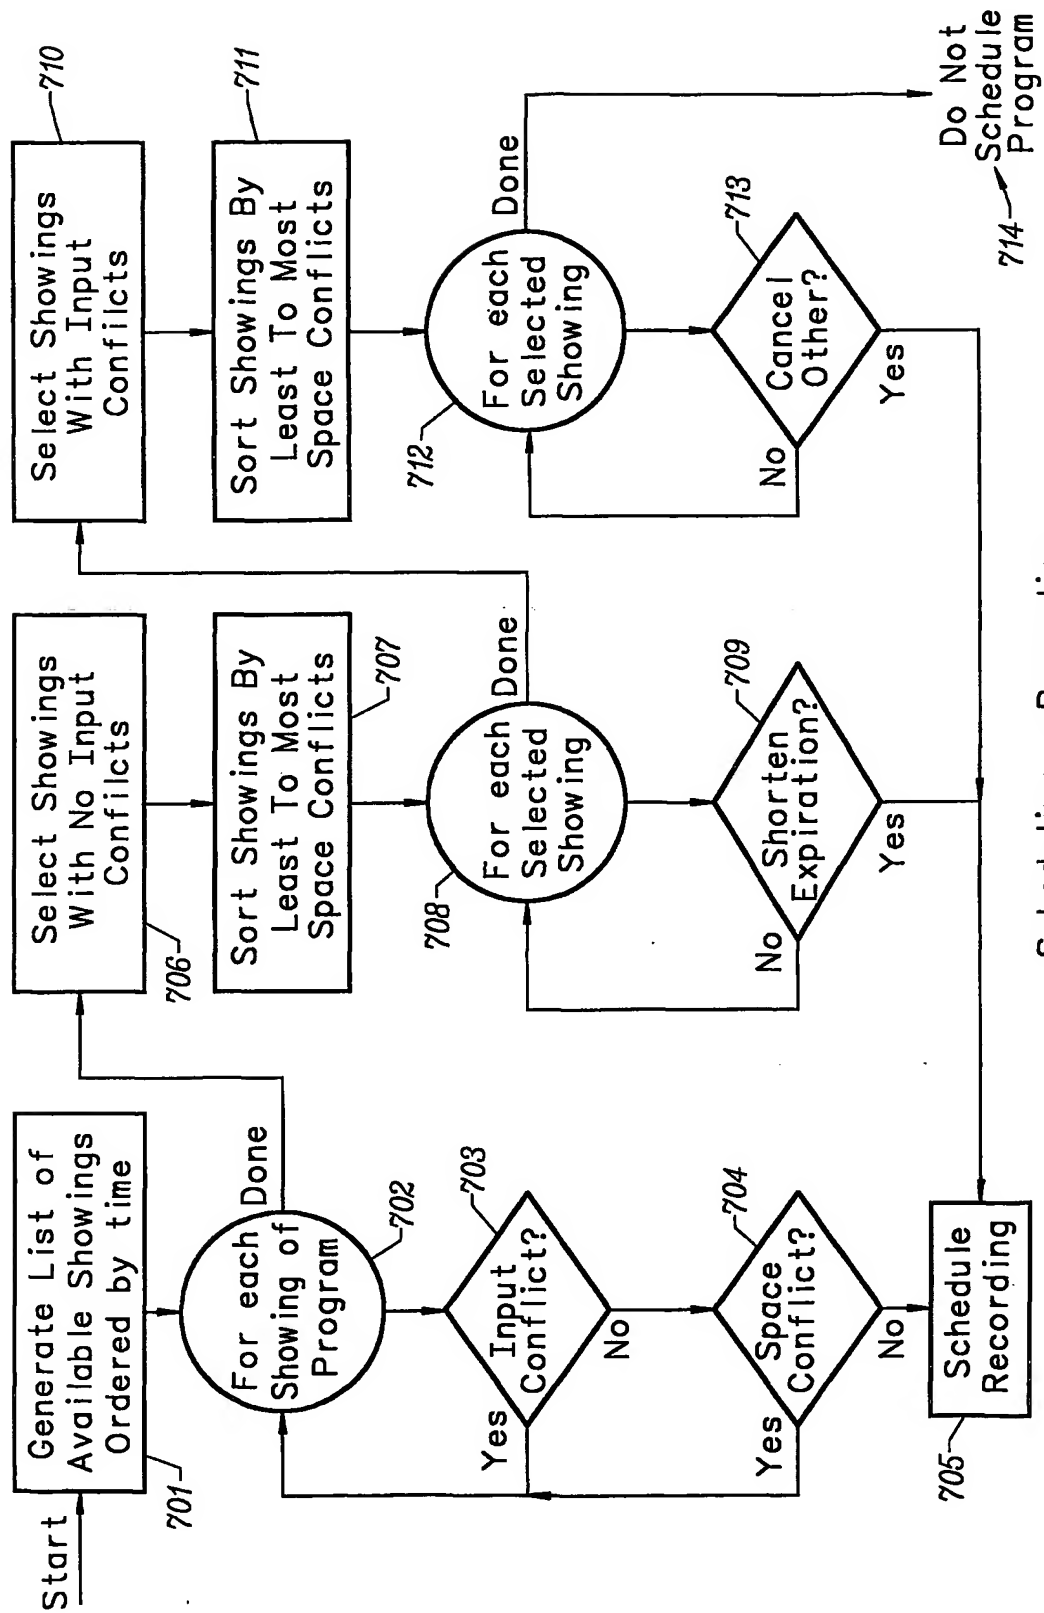 Start
Generate List of
Available Showings
Ordered by time
701
For each
Showing of
Program
702
Done
Input
Conflict?
703
Yes
No
Space
Conflict?
704
Yes
No
Schedule
Recording
705
Select Showings
With No Input
Confilcts
706
Sort Showings By
Least To Most
Space Conflicts
707
For each
Selected
Showing
708
Done
Shorten
Expiration?
709
No
Yes
Select Showings
With Input
Confilcts
710
Sort Showings By
Least To Most
Space Conflicts
711
For each
Selected
Showing
712
Done
Cancel
Other?
713
No
Yes
Do Not
Schedule
Program
714